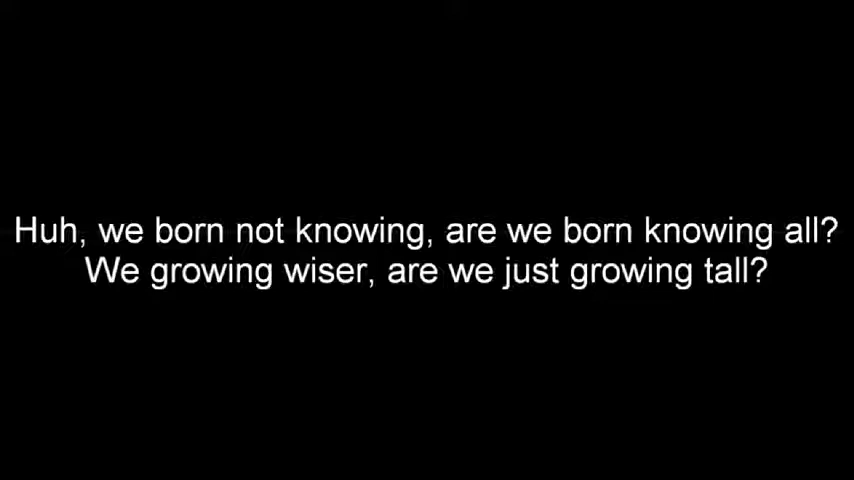 Huh, we born not knowing, are we born knowing all?
We growing wiser, are we just growing tall?